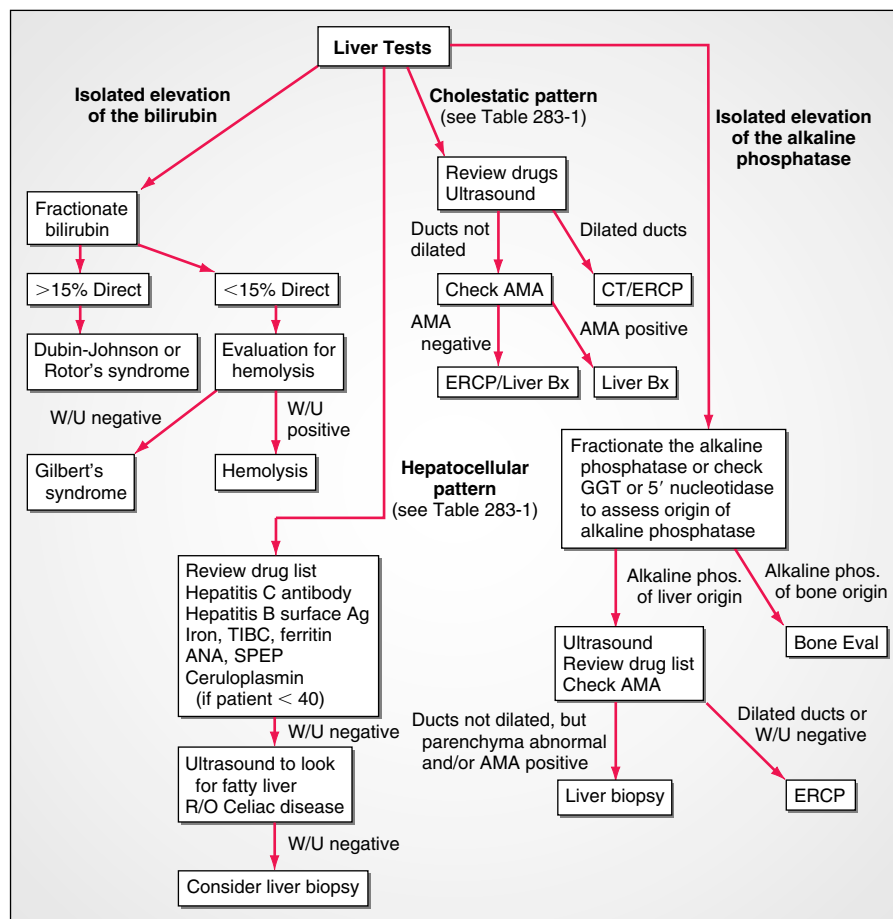 Liver Tests
Isolated elevation
of the bilirubin
Fractionate
bilirubin
>15% Direct
<15% Direct
Dubin-Johnson or
Rotor's syndrome
Evaluation for
hemolysis
W/U negative
W/U
positive
Gilbert's
syndrome
Hemolysis
Cholestatic pattern
(see Table 283-1)
Review drugs
Ultrasound
Ducts not
dilated
Dilated ducts
Check AMA
CT/ERCP
AMA
negative
AMA positive
ERCP/Liver Bx
Liver Bx
Hepatocellular
pattern
(see Table 283-1)
Review drug list
Hepatitis C antibody
Hepatitis B surface Ag
Iron, TIBC, ferritin
ANA, SPEP
Ceruloplasmin
(if patient < 40)
W/U negative
Ultrasound to look
for fatty liver
R/O Celiac disease
W/U negative
Consider liver biopsy
Isolated elevation
of the alkaline
phosphatase
Fractionate the alkaline
phosphatase or check
GGT or 5′ nucleotidase
to assess origin of
alkaline phosphatase
Alkaline phos.
of liver origin
Alkaline phos.
of bone origin
Ultrasound
Review drug list
Check AMA
Bone Eval
Ducts not dilated, but
parenchyma abnormal
and/or AMA positive
Dilated ducts or
W/U negative
Liver biopsy
ERCP